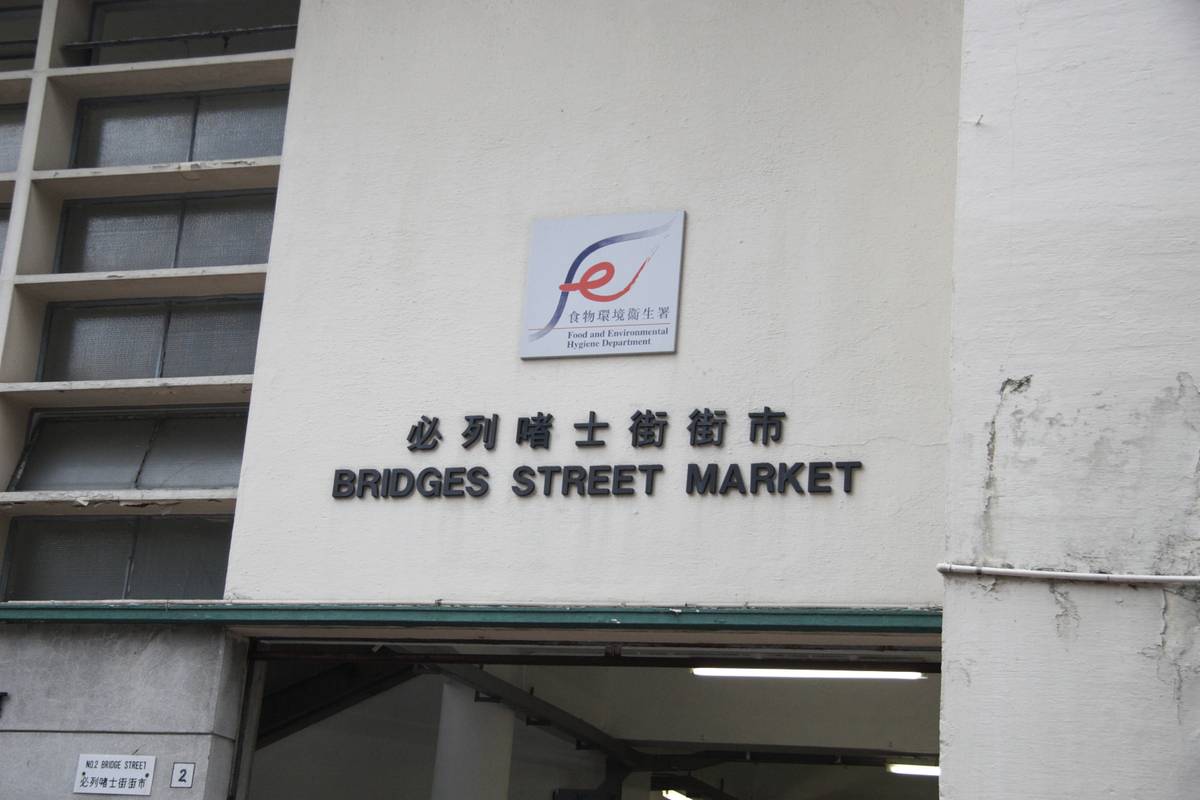 食物環境衞生署
Food and Environmental
Hygiene Department
必列啫士街街市
BRIDGES STREET MARKET
NO.2 BRIDGE STREET
必列啫士街街市
2